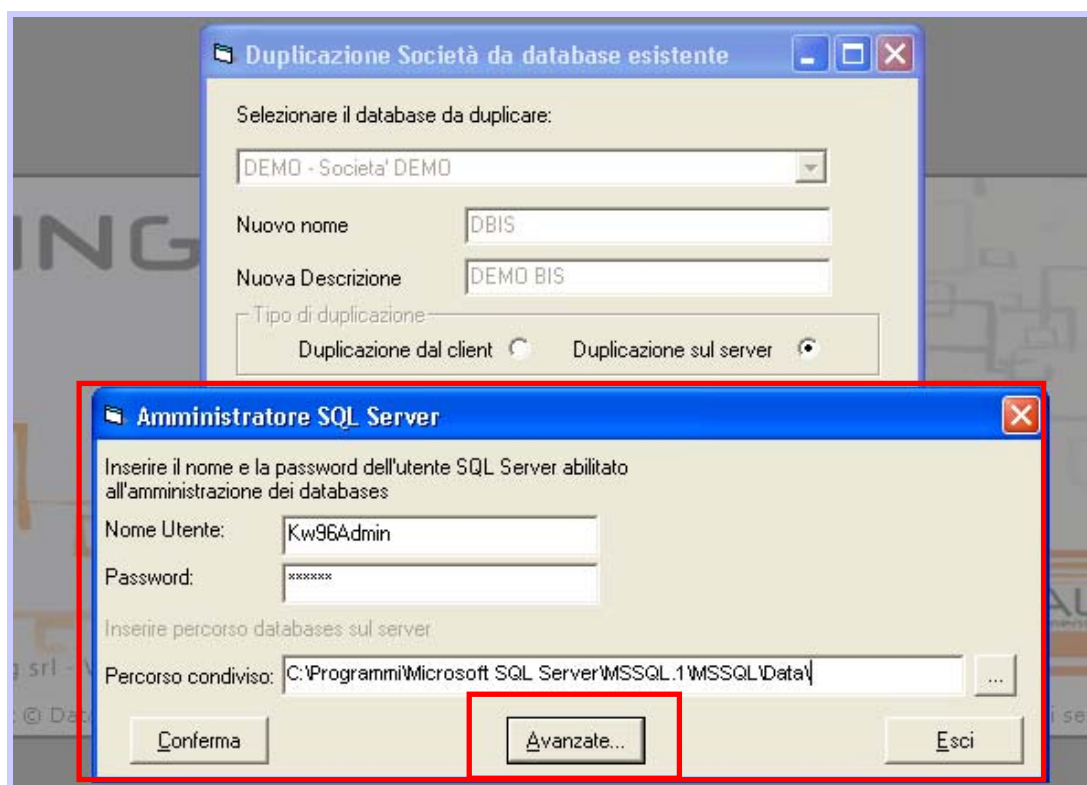 Duplicazione Società da database esistente
Selezionare il database da duplicare:
DEMO - Societa' DEMO
ING
Nuovo nome DBIS
Nuova Descrizione DEMO BIS
Tipo di duplicazione
Duplicazione dal client Duplicazione sul server
Amministratore SQL Server
Inserire il nome e la password dell'utente SQL Server abilitato
all'amministrazione dei databases
Nome Utente: Kw96Admin
Password: ******
Inserire percorso databases sul server
srl -
Percorso condiviso: C:\Programmi\Microsoft SQL Server\MSSQL.1\MSSQL\Data\ ...
©
Conferma Avanzate... Esci